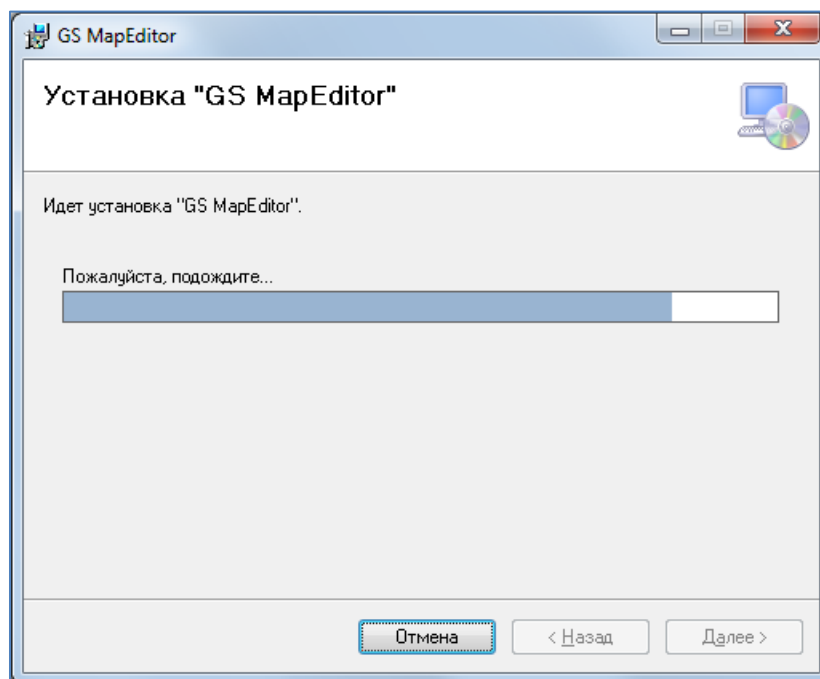 GS MapEditor
Установка "GS MapEditor"
Идет установка "GS MapEditor".
Пожалуйста, подождите...
Отмена
< Назад
Далее >